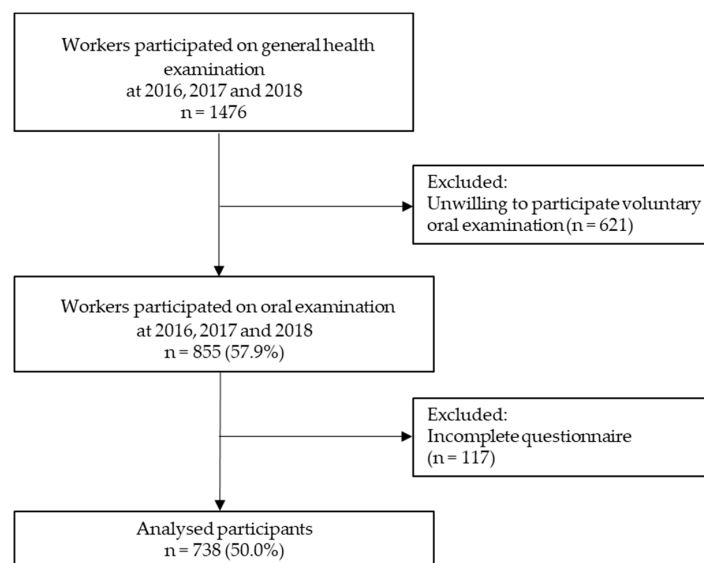 Workers participated on general health
examination
at 2016, 2017 and 2018
n = 1476
Excluded:
Unwilling to participate voluntary
oral examination (n = 621)
Workers participated on oral examination
at 2016, 2017 and 2018
n = 855 (57.9%)
Excluded:
Incomplete questionnaire
(n = 117)
Analysed participants
n = 738 (50.0%)